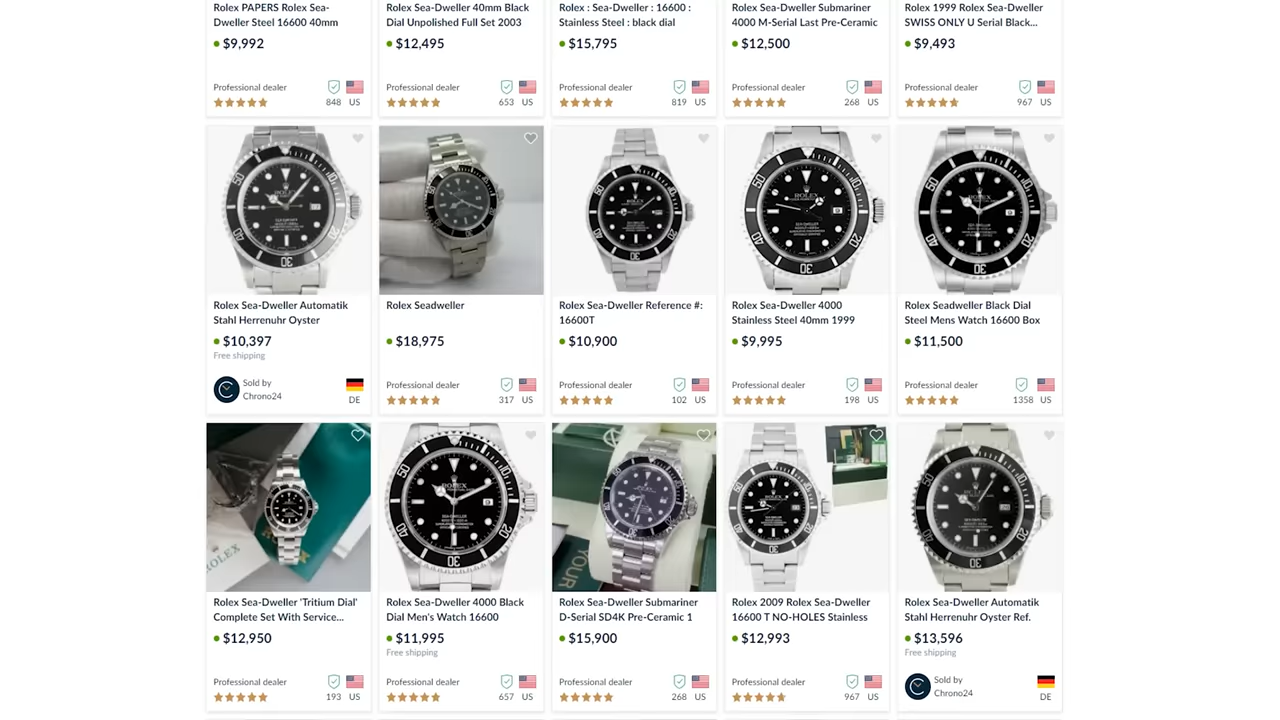 Rolex PAPERS Rolex Sea-
Dweller Steel 16600 40mm
$9,992
Professional dealer
848 US
Dweller 40mm Black
Dial Unpolished Full Set 2003
$12,495
Professional dealer
653 US
Rolex : Sea-Dweller : 16600 :
Stainless Steel : black dial
$15,795
Professional dealer
819 US
Rolex Sea-Dweller Submariner
4000 M-Serial Last Pre-Ceramic
$12,500
Professional dealer
268 US
Rolex 1999 Rolex Sea-Dweller
SWISS ONLY U Serial Black...
$9,493
Professional dealer
967 US
Rolex Sea-Dweller Automatik
Stahl Herrenuhr Oyster
$10,397
Free shipping
Sold by
Chrono24
DE
Rolex Seadweller
$18,975
Professional dealer
317 US
Rolex Sea-Dweller Reference #:
16600T
$10,900
Professional dealer
102 US
Rolex Sea-Dweller 4000
Stainless Steel 40mm 1999
$9,995
Professional dealer
198 US
Rolex Seadweller Black Dial
Steel Mens Watch 16600 Box
$11,500
Professional dealer
1358 US
ROLEX
YOUR
Rolex Sea-Dweller 'Tritium Dial'
Complete Set With Service...
$12,950
Professional dealer
193 US
Rolex Sea-Dweller 4000 Black
Dial Men's Watch 16600
$11,995
Free shipping
Professional dealer
657 US
Rolex Sea-Dweller Submariner
D-Serial SD4K Pre-Ceramic 1
$15,900
Professional dealer
268 US
Rolex 2009 Rolex Sea-Dweller
16600 T NO-HOLES Stainless
$12,993
Professional dealer
967 US
Rolex Sea-Dweller Automatik
Stahl Herrenuhr Oyster Ref.
$13,596
Free shipping
Sold by
Chrono24
DE